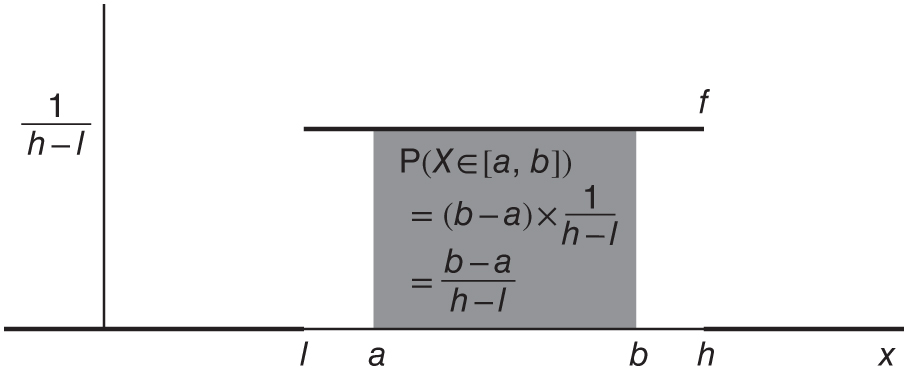 f
1
h–l
P(X∈[a, b])
= (b–a)×1/h–l
= b–a/h–l
l a b h x